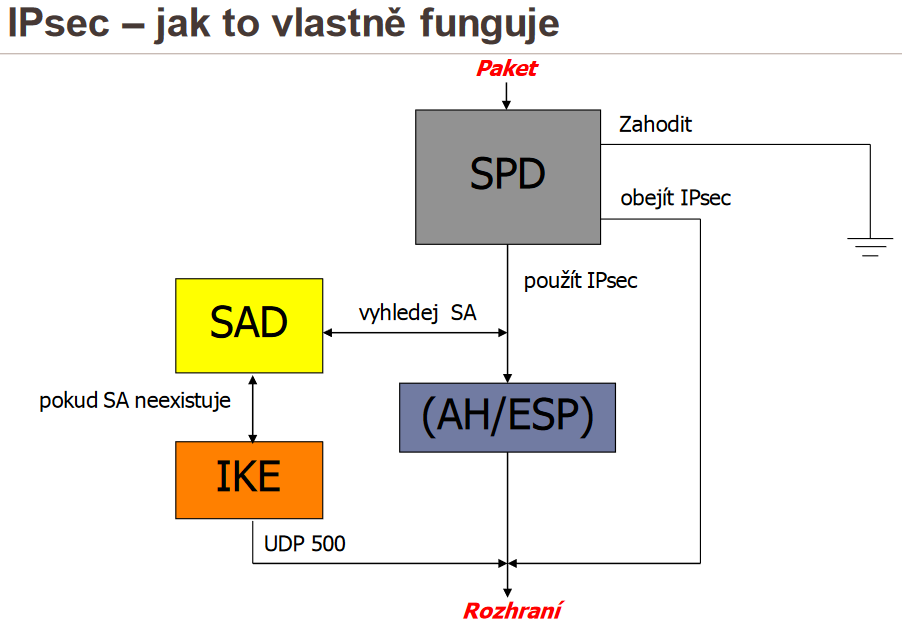 IPsec – jak to vlastně funguje
Paket
SPD
Zahodit
obejít IPsec
použít IPsec
SAD
vyhledej SA
pokud SA neexistuje
(AH/ESP)
IKE
UDP 500
Rozhraní